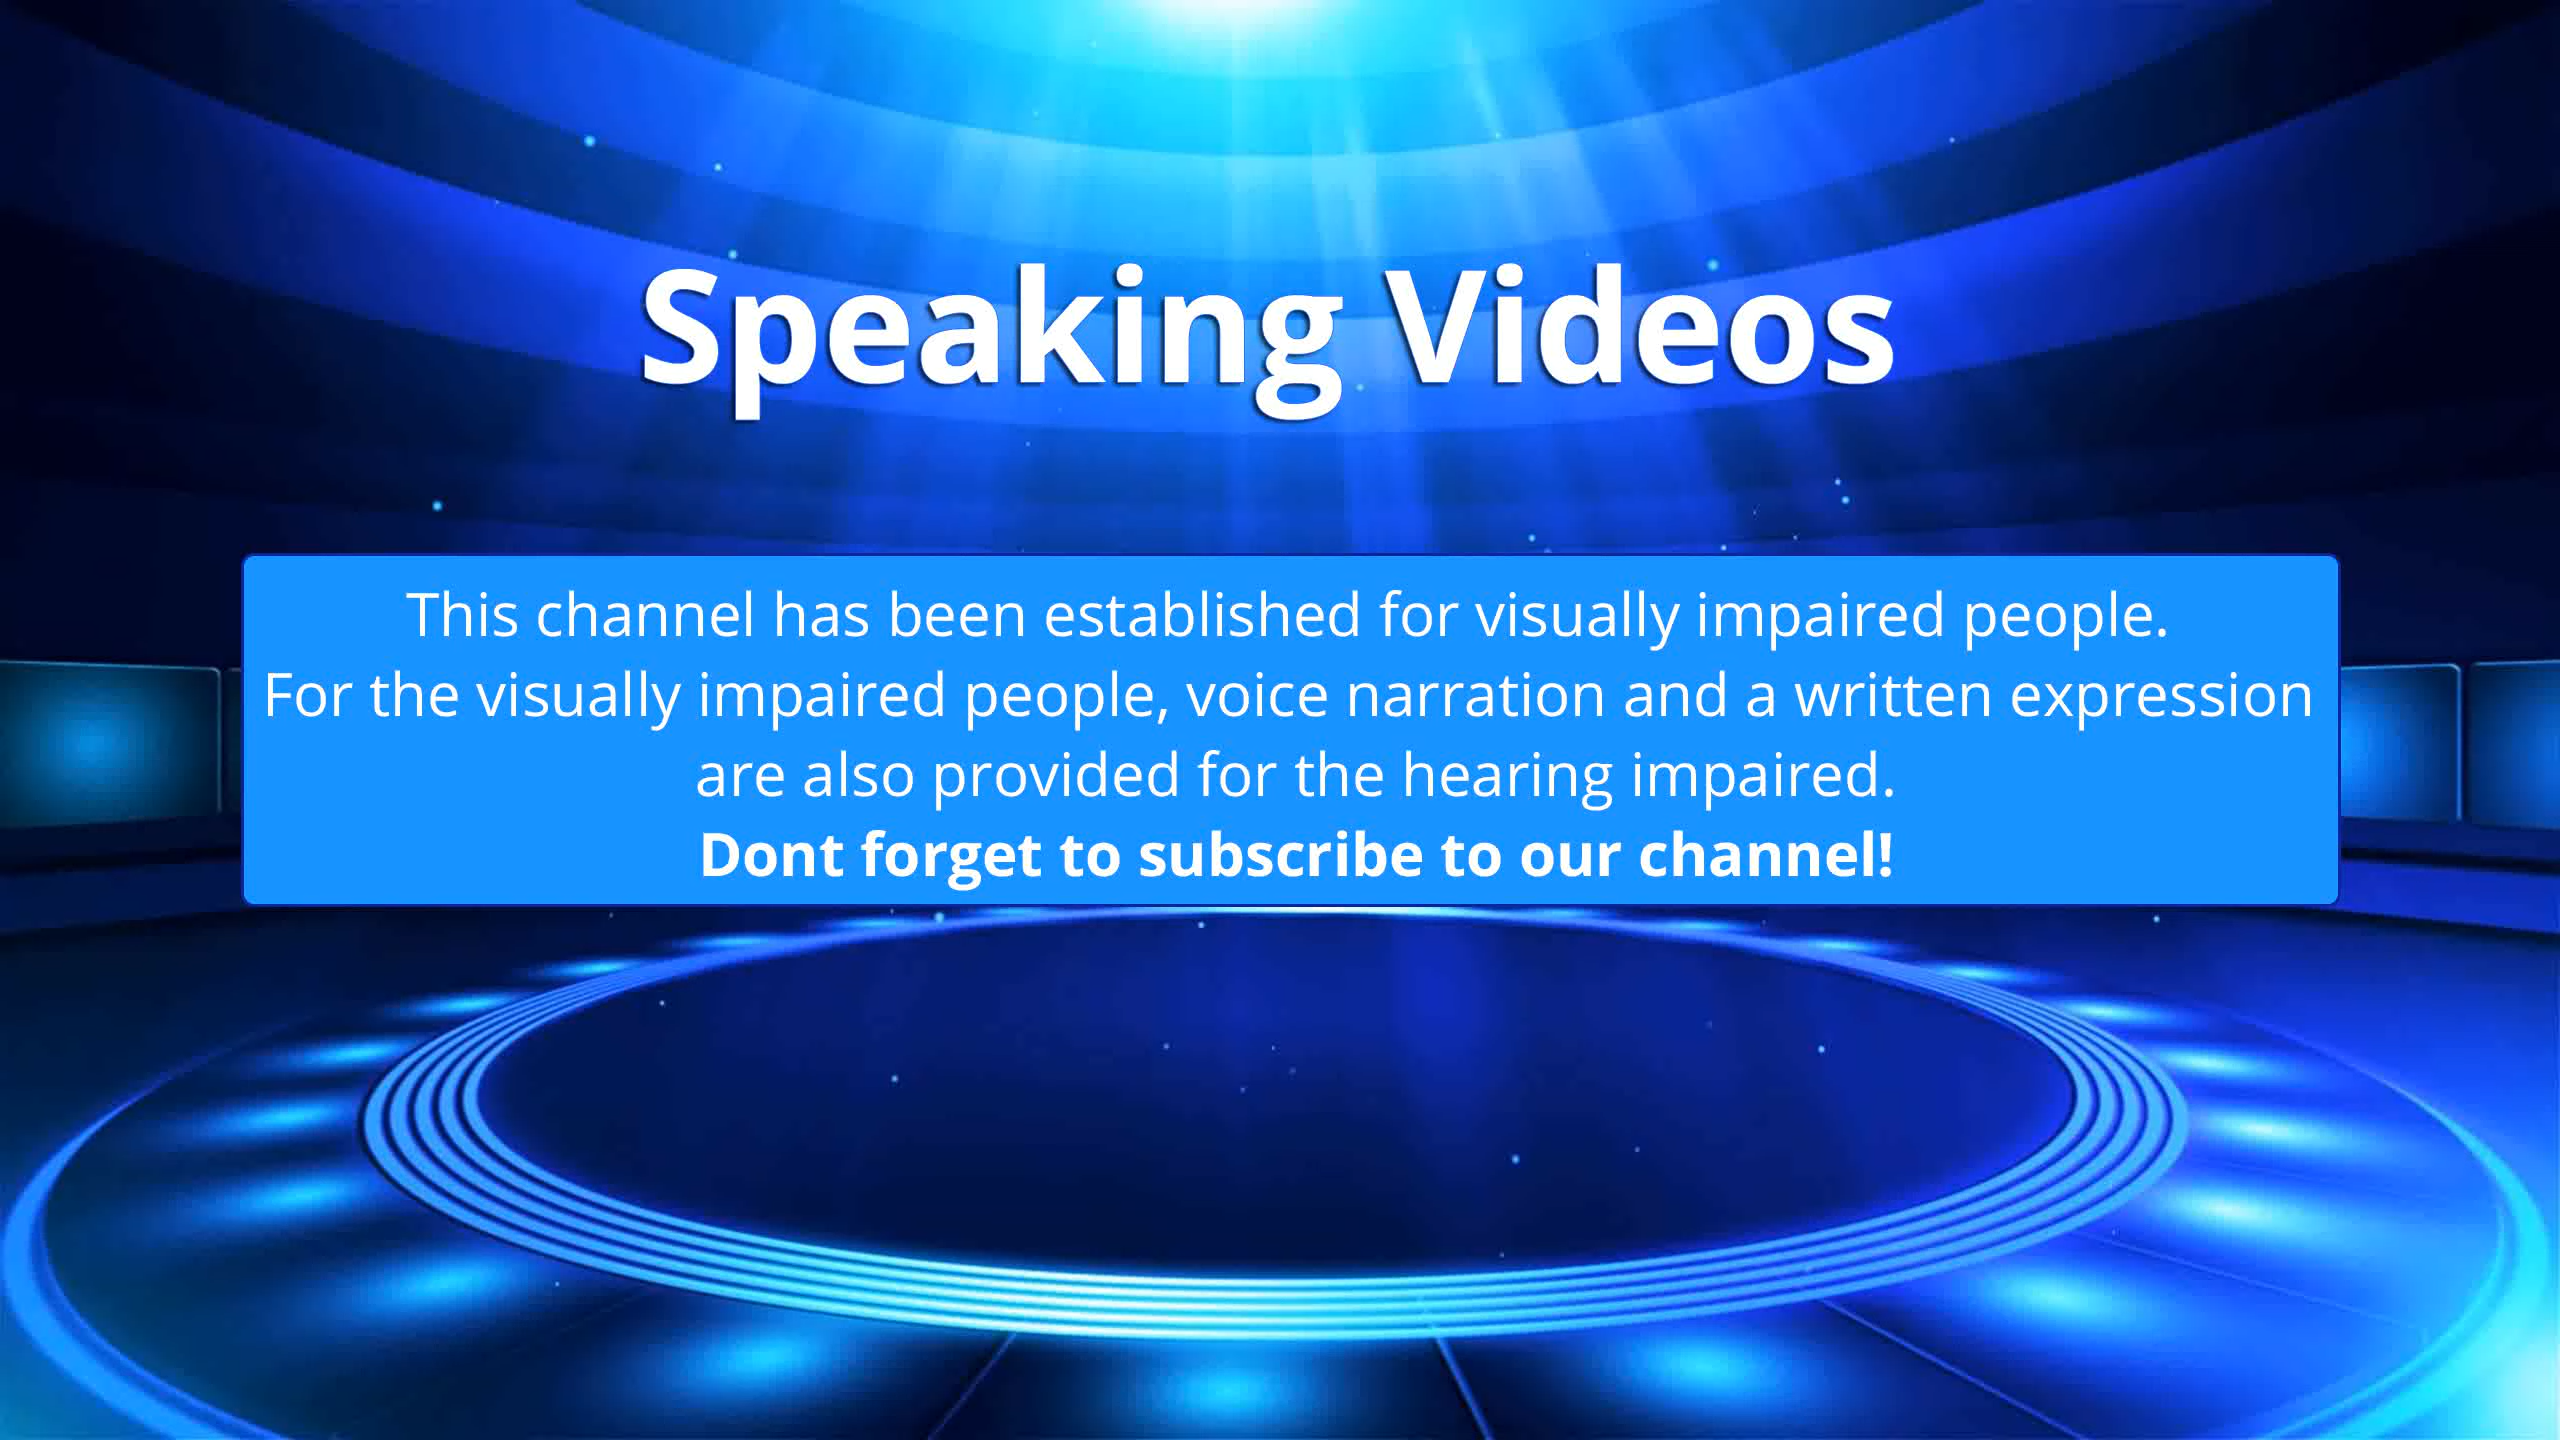 Speaking Videos
This channel has been established for visually impaired people.
For the visually impaired people, voice narration and a written expression
are also provided for the hearing impaired.
Dont forget to subscribe to our channel!